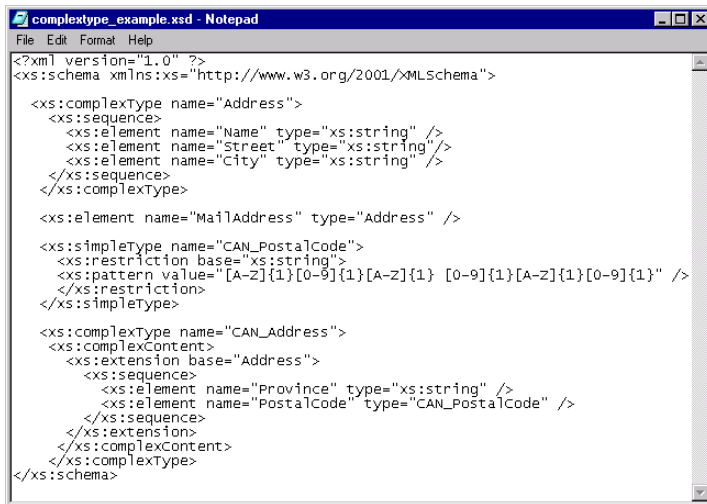 complextype_example.xsd - Notepad
File Edit Format Help
<?xml version="1.0" ?>
<xs:schema xmlns:xs="http://www.w3.org/2001/XMLSchema">
<xs:complexType name="Address">
<xs:sequence>
<xs:element name="Name" type="xs:string" />
<xs:element name="Street" type="xs:string"/>
<xs:element name="City" type="xs:string" />
</xs:sequence>
</xs:complexType>
<xs:element name="MailAddress" type="Address" />
<xs:simpleType name="CAN_PostalCode">
<xs:restriction base="xs:string">
<xs:pattern value="[A-Z]{1}[0-9]{1}[A-Z]{1} [0-9]{1}[A-Z]{1}[0-9]{1}" />
</xs:restriction>
</xs:simpleType>
<xs:complexType name="CAN_Address">
<xs:complexContent>
<xs:extension base="Address">
<xs:sequence>
<xs:element name="Province" type="xs:string" />
<xs:element name="PostalCode" type="CAN_PostalCode" />
</xs:sequence>
</xs:extension>
</xs:complexContent>
</xs:complexType>
</xs:schema>